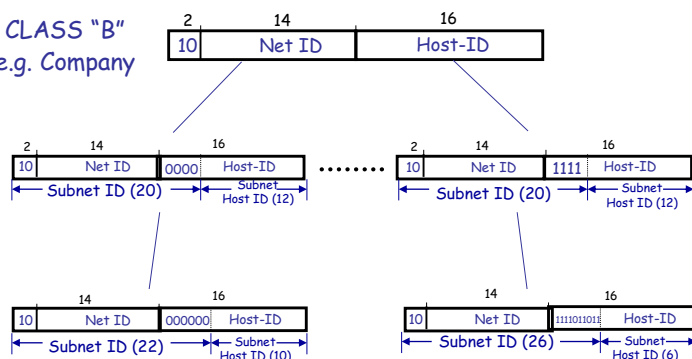 CLASS “B”
e.g. Company
2 14 16
10 Net ID Host-ID
2 14 16
10 Net ID 0000 Host-ID
Subnet ID (20) Subnet
Host ID (12)
........
2 14 16
10 Net ID 1111 Host-ID
Subnet ID (20) Subnet
Host ID (12)
14 16
10 Net ID 000000 Host-ID
Subnet ID (22) Subnet
Host ID (10)
14 16
10 Net ID 1111011011 Host-ID
Subnet ID (26) Subnet
Host ID (6)